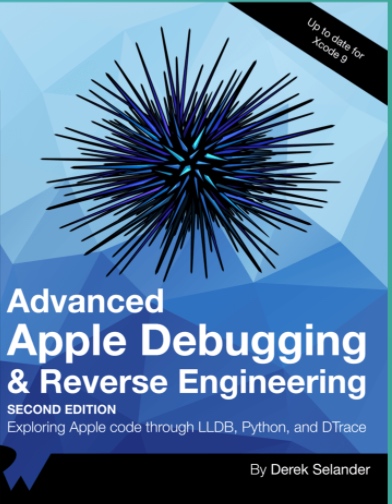 Up to date for
Xcode 9
Advanced
Apple Debugging
& Reverse Engineering
SECOND EDITION
Exploring Apple code through LLDB, Python, and DTrace
By Derek Selander